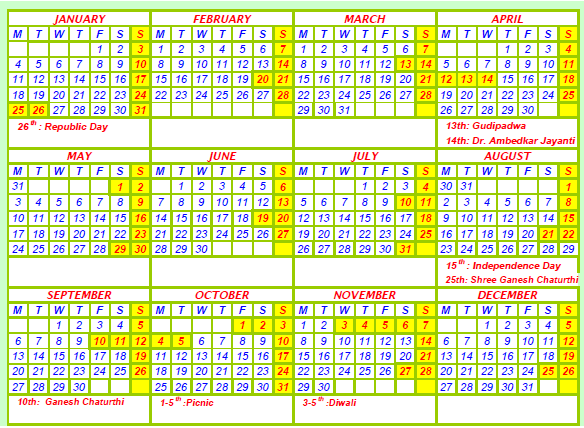 JANUARY FEBRUARY MARCH APRIL
M T W T F S S M T W T F S S M T W T F S S M T W T F S S
1 2 3 1 2 3 4 5 6 7 1 2 3 4 5 6 7 1 2 3 4
4 5 6 7 8 9 10 8 9 10 11 12 13 14 8 9 10 11 12 13 14 5 6 7 8 9 10 11
11 12 13 14 15 16 17 15 16 17 18 19 20 21 15 16 17 18 19 20 21 12 13 14 15 16 17 18
18 19 20 21 22 23 24 22 23 24 25 26 27 28 22 23 24 25 26 27 28 19 20 21 22 23 24 25
25 26 27 28 29 30 31 29 30 31 26 27 28 29 30
26th: Republic Day 13th: Gudipadwa
14th: Dr. Ambedkar Jayanti
MAY JUNE JULY AUGUST
M T W T F S S M T W T F S S M T W T F S S M T W T F S S
31 1 2 1 2 3 4 5 6 1 2 3 4 30 31 1
3 4 5 6 7 8 9 7 8 9 10 11 12 13 5 6 7 8 9 10 11 2 3 4 5 6 7 8
10 11 12 13 14 15 16 14 15 16 17 18 19 20 12 13 14 15 16 17 18 9 10 11 12 13 14 15
17 18 19 20 21 22 23 21 22 23 24 25 26 27 19 20 21 22 23 24 25 16 17 18 19 20 21 22
24 25 26 27 28 29 30 28 29 30 26 27 28 29 30 31 23 24 25 26 27 28 29
15th: Independence Day
25th: Shree Ganesh Chaturthi
SEPTEMBER OCTOBER NOVEMBER DECEMBER
M T W T F S S M T W T F S S M T W T F S S M T W T F S S
1 2 3 4 5 1 2 3 1 2 3 4 5 6 7 1 2 3 4 5
6 7 8 9 10 11 12 4 5 6 7 8 9 10 8 9 10 11 12 13 14 6 7 8 9 10 11 12
13 14 15 16 17 18 19 11 12 13 14 15 16 17 15 16 17 18 19 20 21 13 14 15 16 17 18 19
20 21 22 23 24 25 26 18 19 20 21 22 23 24 22 23 24 25 26 27 28 20 21 22 23 24 25 26
27 28 29 30 25 26 27 28 29 30 31 29 30 27 28 29 30 31
10th: Ganesh Chaturthi 1-5th:Picnic 3-5th:Diwali